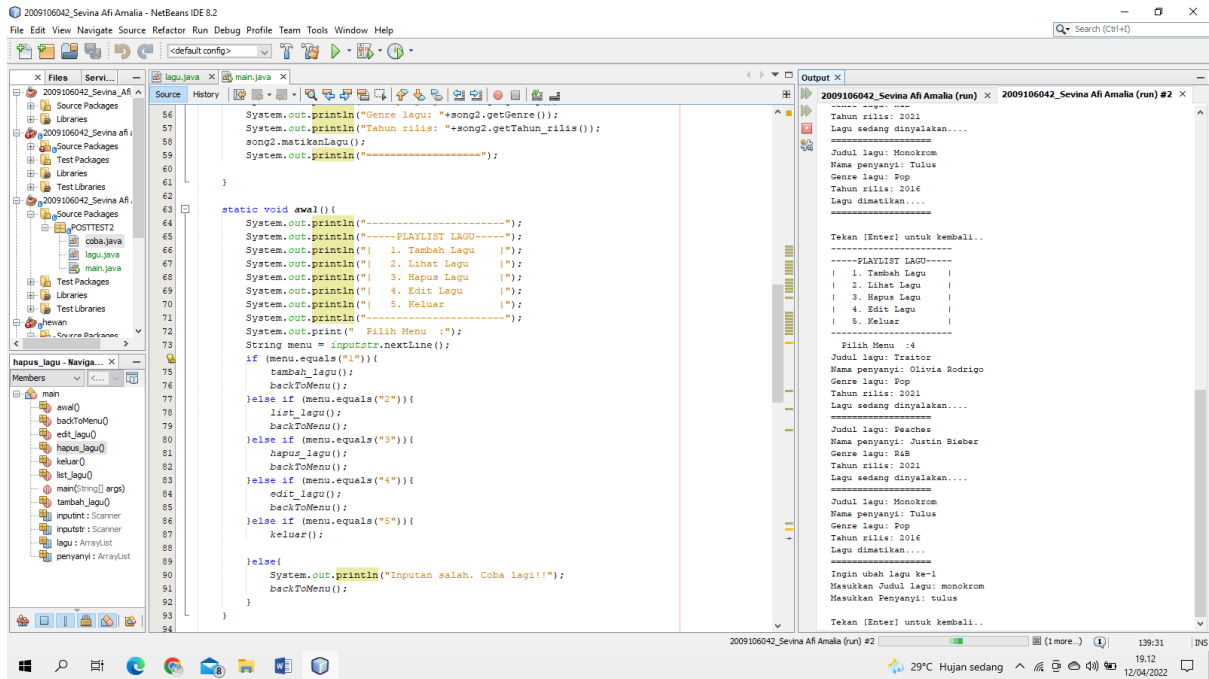 2009106042_Sevina Afi Amalia - NetBeans IDE 8.2
File Edit View Navigate Source Refactor Run Debug Profile Team Tools Window Help
Search (Ctrl+I)
<default config>
Files Servi...
2009106042_Sevina_Afi_
Source Packages
Libraries
2009106042_Sevina afi a
Source Packages
Test Packages
Libraries
Test Libraries
2009106042_Sevina Afi
Source Packages
POSTTEST2
coba.java
lagu.java
main.java
Test Packages
Libraries
Test Libraries
hewan
Source Packages
hapus_lagu - Naviga...
Members <...
main
awal()
backToMenu()
edit_lagu()
hapus_lagu()
keluar()
list_lagu()
main(String[] args)
tambah_lagu()
inputint : Scanner
inputstr : Scanner
lagu : ArrayList
penyanyi : ArrayList
lagu.java main.java
Source History
56 System.out.println("Genre lagu: "+song2.getGenre());
57 System.out.println("Tahun rilis: "+song2.getTahun_rilis());
58 song2.matikanLagu();
59 System.out.println("===================");
60
61 }
62
63 static void awal(){
64 System.out.println("-----------------------");
65 System.out.println("-----PLAYLIST LAGU-----");
66 System.out.println("|   1. Tambah Lagu    |");
67 System.out.println("|   2. Lihat Lagu     |");
68 System.out.println("|   3. Hapus Lagu     |");
69 System.out.println("|   4. Edit Lagu      |");
70 System.out.println("|   5. Keluar         |");
71 System.out.println("-----------------------");
72 System.out.print("  Pilih Menu  :");
73 String menu = inputstr.nextLine();
if (menu.equals("1")){
75 tambah_lagu();
76 backToMenu();
77 }else if (menu.equals("2")){
78 list_lagu();
79 backToMenu();
80 }else if (menu.equals("3")){
81 hapus_lagu();
82 backToMenu();
83 }else if (menu.equals("4")){
84 edit_lagu();
85 backToMenu();
86 }else if (menu.equals("5")){
87 keluar();
88
89 }else{
90 System.out.println("Inputan salah. Coba lagi!!");
91 backToMenu();
92 }
93 }
94
Output
2009106042_Sevina Afi Amalia (run) 2009106042_Sevina Afi Amalia (run) #2
Genre lagu: R&B
Tahun rilis: 2021
Lagu sedang dinyalakan....
===================
Judul lagu: Monokrom
Nama penyanyi: Tulus
Genre lagu: Pop
Tahun rilis: 2016
Lagu dimatikan....
===================
Tekan [Enter] untuk kembali..
-----------------------
-----PLAYLIST LAGU-----
|   1. Tambah Lagu    |
|   2. Lihat Lagu     |
|   3. Hapus Lagu     |
|   4. Edit Lagu      |
|   5. Keluar         |
-----------------------
Pilih Menu  :4
Judul lagu: Traitor
Nama penyanyi: Olivia Rodrigo
Genre lagu: Pop
Tahun rilis: 2021
Lagu sedang dinyalakan....
===================
Judul lagu: Peaches
Nama penyanyi: Justin Bieber
Genre lagu: R&B
Tahun rilis: 2021
Lagu sedang dinyalakan....
===================
Judul lagu: Monokrom
Nama penyanyi: Tulus
Genre lagu: Pop
Tahun rilis: 2016
Lagu dimatikan....
===================
Ingin ubah lagu ke-1
Masukkan Judul lagu: monokrom
Masukkan Penyanyi: tulus
Tekan [Enter] untuk kembali..
2009106042_Sevina Afi Amalia (run) #2 (1 more...) 1 139:31 INS
8 29°C Hujan sedang 19.12
12/04/2022